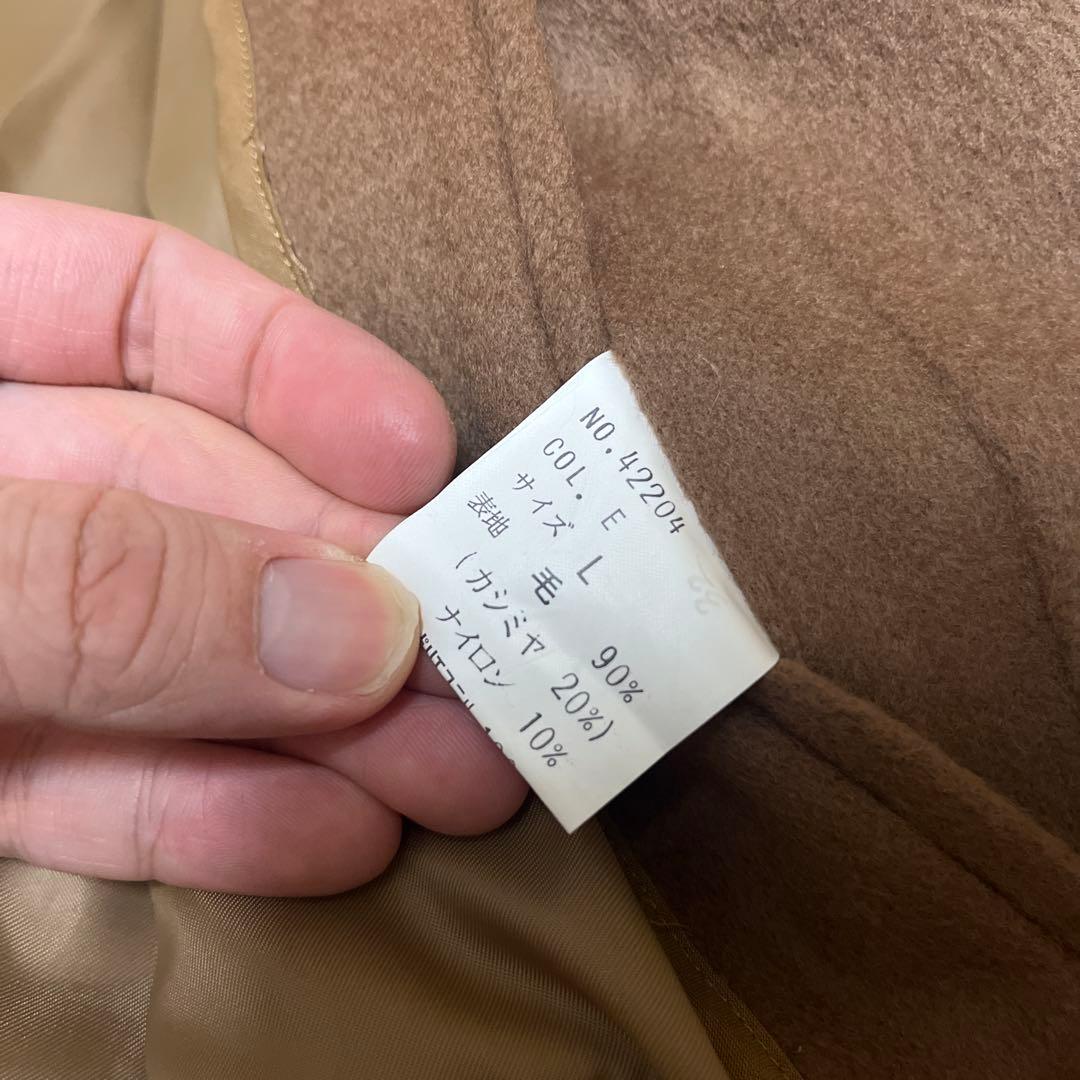 NO. 42204
COL. E
サイズ L
表地 毛 90%
(カシミヤ 20%)
ナイロン 10%